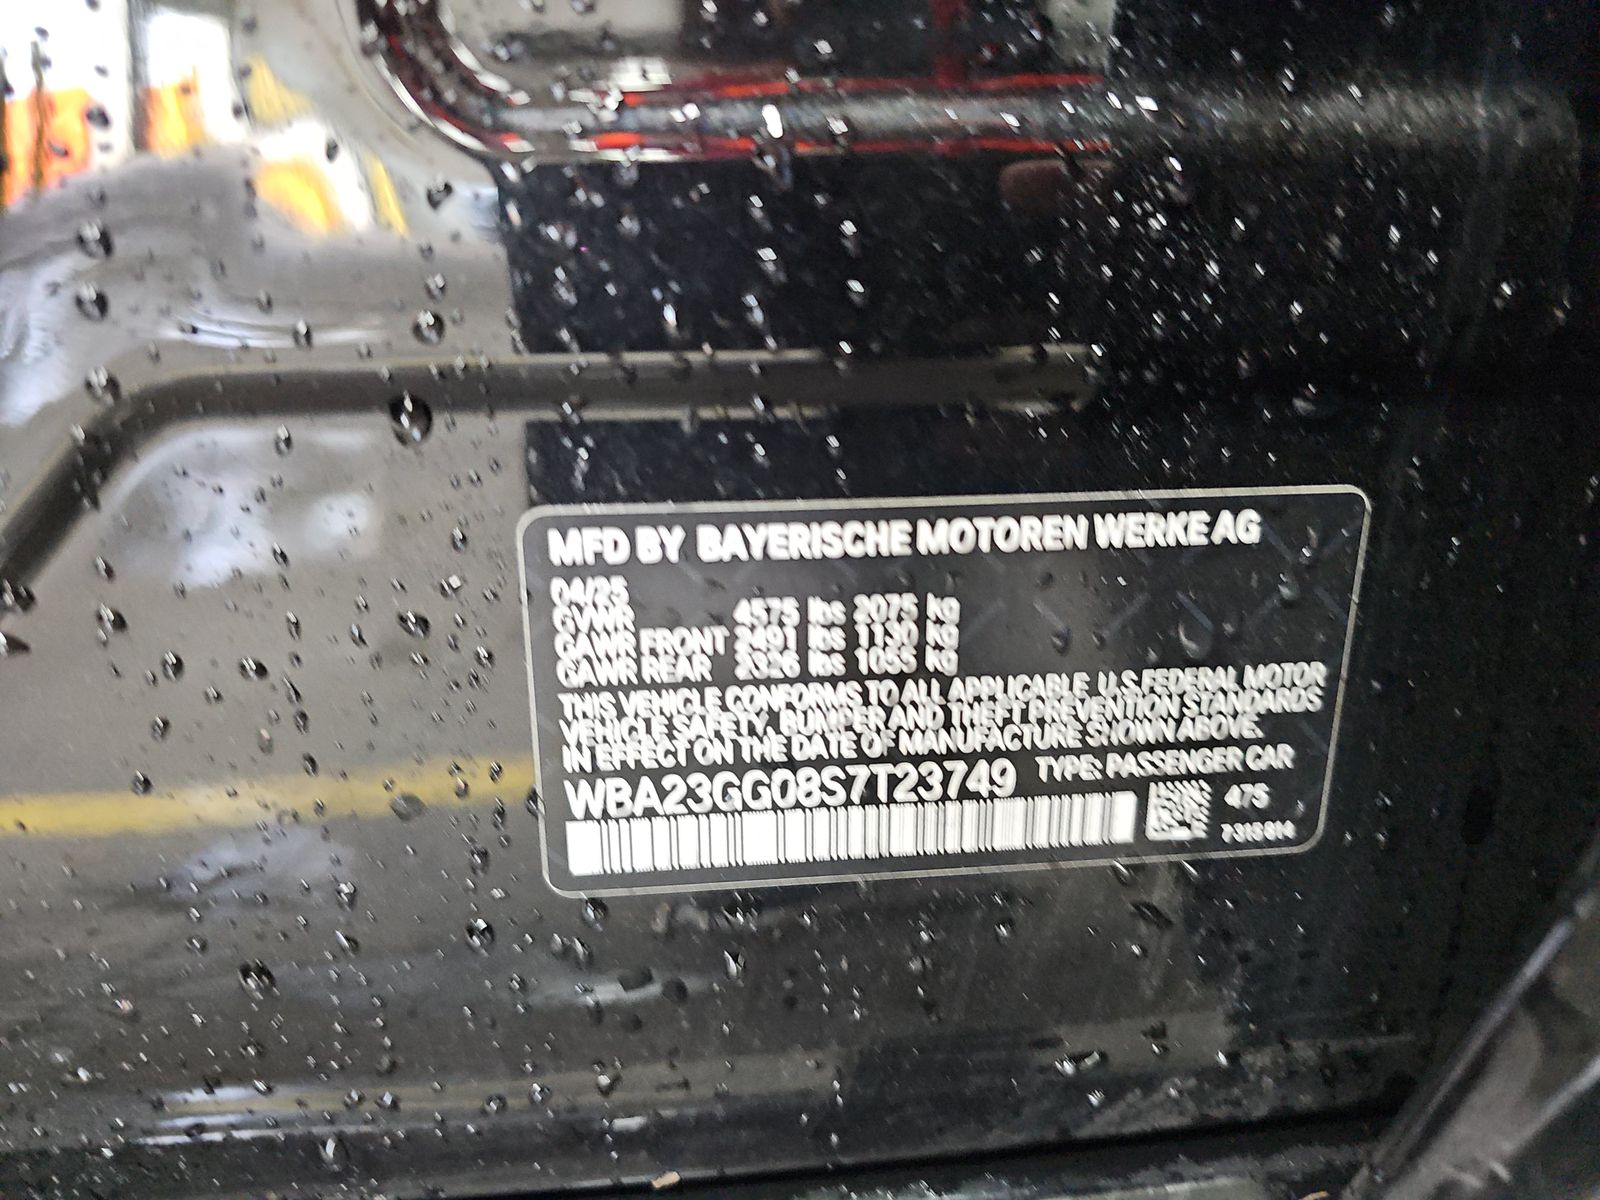 MFD BY BAYERISCHE MOTOREN WERKE AG
04/25
GVWR 4575 lbs 2075 kg
GAWR FRONT 2491 lbs 1130 kg
GAWR REAR 2326 lbs 1055 kg
THIS VEHICLE CONFORMS TO ALL APPLICABLE U.S. FEDERAL MOTOR
VEHICLE SAFETY, BUMPER AND THEFT PREVENTION STANDARDS
IN EFFECT ON THE DATE OF MANUFACTURE SHOWN ABOVE.
WBA23GG08S7T23749 TYPE: PASSENGER CAR
475